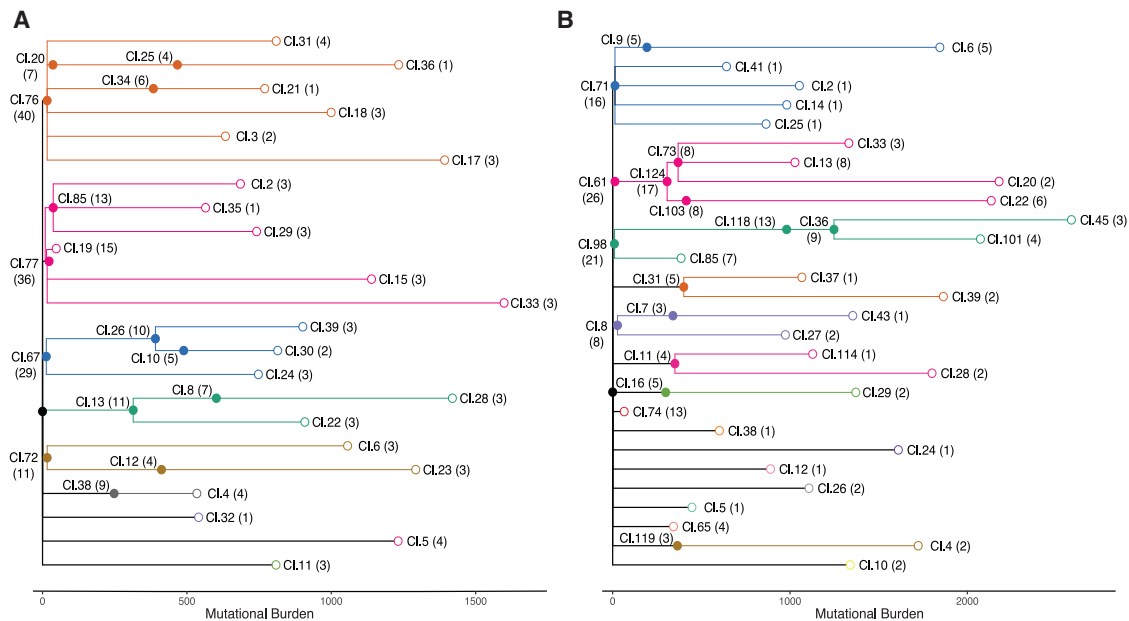 A
Cl.31 (4)
Cl.20
(7)
Cl.25 (4)
Cl.36 (1)
Cl.34 (6)
Cl.21 (1)
Cl.76
(40)
Cl.18 (3)
Cl.3 (2)
Cl.17 (3)
Cl.2 (3)
Cl.85 (13)
Cl.35 (1)
Cl.29 (3)
Cl.19 (15)
Cl.77
(36)
Cl.15 (3)
Cl.33 (3)
Cl.39 (3)
Cl.26 (10)
Cl.30 (2)
Cl.10 (5)
Cl.67
(29)
Cl.24 (3)
Cl.8 (7)
Cl.28 (3)
Cl.13 (11)
Cl.22 (3)
Cl.6 (3)
Cl.72
(11)
Cl.12 (4)
Cl.23 (3)
Cl.38 (9)
Cl.4 (4)
Cl.32 (1)
Cl.5 (4)
Cl.11 (3)
0 500 1000 1500
Mutational Burden
B
Cl.9 (5)
Cl.6 (5)
Cl.41 (1)
Cl.71
(16)
Cl.2 (1)
Cl.14 (1)
Cl.25 (1)
Cl.33 (3)
Cl.73 (8)
Cl.13 (8)
Cl.124
(17)
Cl.61
(26)
Cl.20 (2)
Cl.22 (6)
Cl.103 (8)
Cl.45 (3)
Cl.118 (13)
Cl.36
(9)
Cl.101 (4)
Cl.98
(21)
Cl.85 (7)
Cl.37 (1)
Cl.31 (5)
Cl.39 (2)
Cl.7 (3)
Cl.43 (1)
Cl.8
(8)
Cl.27 (2)
Cl.114 (1)
Cl.11 (4)
Cl.28 (2)
Cl.16 (5)
Cl.29 (2)
Cl.74 (13)
Cl.38 (1)
Cl.24 (1)
Cl.12 (1)
Cl.26 (2)
Cl.5 (1)
Cl.65 (4)
Cl.119 (3)
Cl.4 (2)
Cl.10 (2)
0 1000 2000
Mutational Burden